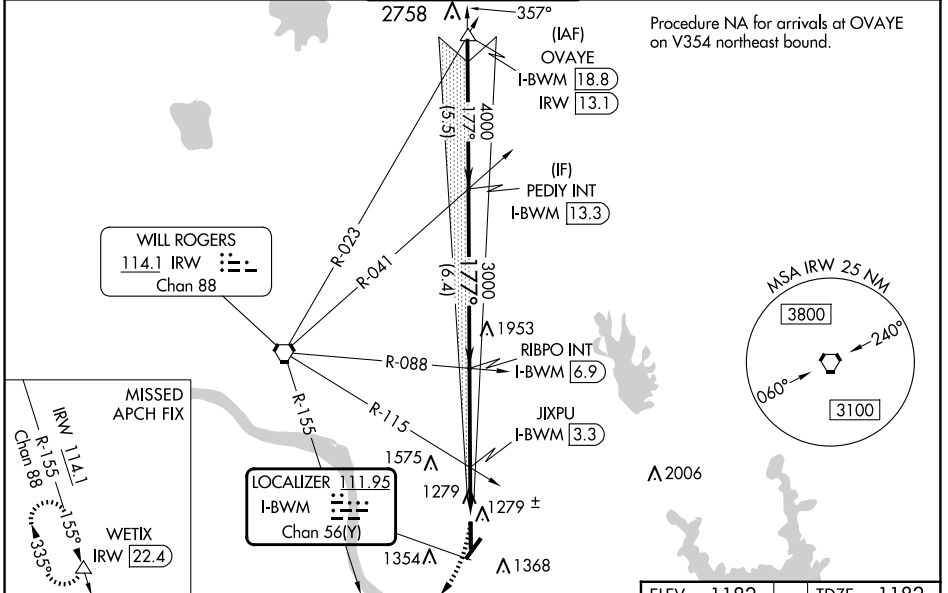 2758
357°
(IAF)
OVAYE
I-BWM 18.8
IRW 13.1
Procedure NA for arrivals at OVAYE
on V354 northeast bound.
4000
177°
(5.5)
(IF)
PEDIY INT
I-BWM 13.3
WILL ROGERS
114.1 IRW
Chan 88
R-023
R-041
3000
177°
(6.4)
1953
MSA IRW 25 NM
3800
240°
060°
3100
R-088
RIBPO INT
I-BWM 6.9
R-115
R-155
JIXPU
I-BWM 3.3
MISSED
APCH FIX
IRW 114.1
R-155
Chan 88
155°
335°
WETIX
IRW 22.4
1575
LOCALIZER 111.95
I-BWM
Chan 56(Y)
1279
1279 ±
2006
1354
1368
ELEV 1182
TDZE 1182